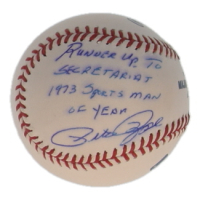 RUNNER UP TO
SECRETARIAT
1973 SPORTS MAN
OF YEAR
Pete Rose